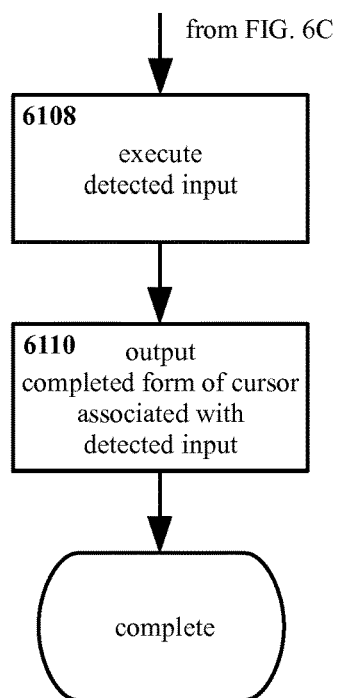 from FIG. 6C
6108
execute
detected input
6110 output
completed form of cursor
associated with
detected input
complete